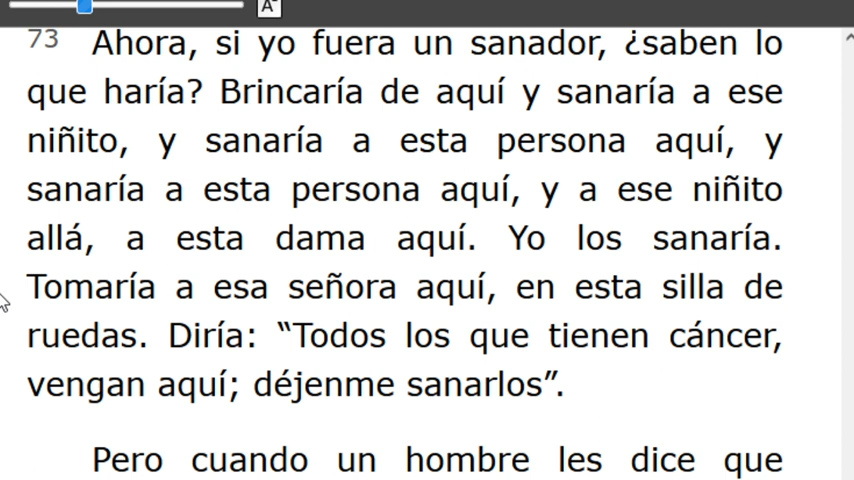 A
73 Ahora, si yo fuera un sanador, ¿saben lo
que haría? Brincaría de aquí y sanaría a ese
niñito, y sanaría a esta persona aquí, y
sanaría a esta persona aquí, y a ese niñito
allá, a esta dama aquí. Yo los sanaría.
Tomaría a esa señora aquí, en esta silla de
ruedas. Diría: “Todos los que tienen cáncer,
vengan aquí; déjenme sanarlos”.
Pero cuando un hombre les dice que